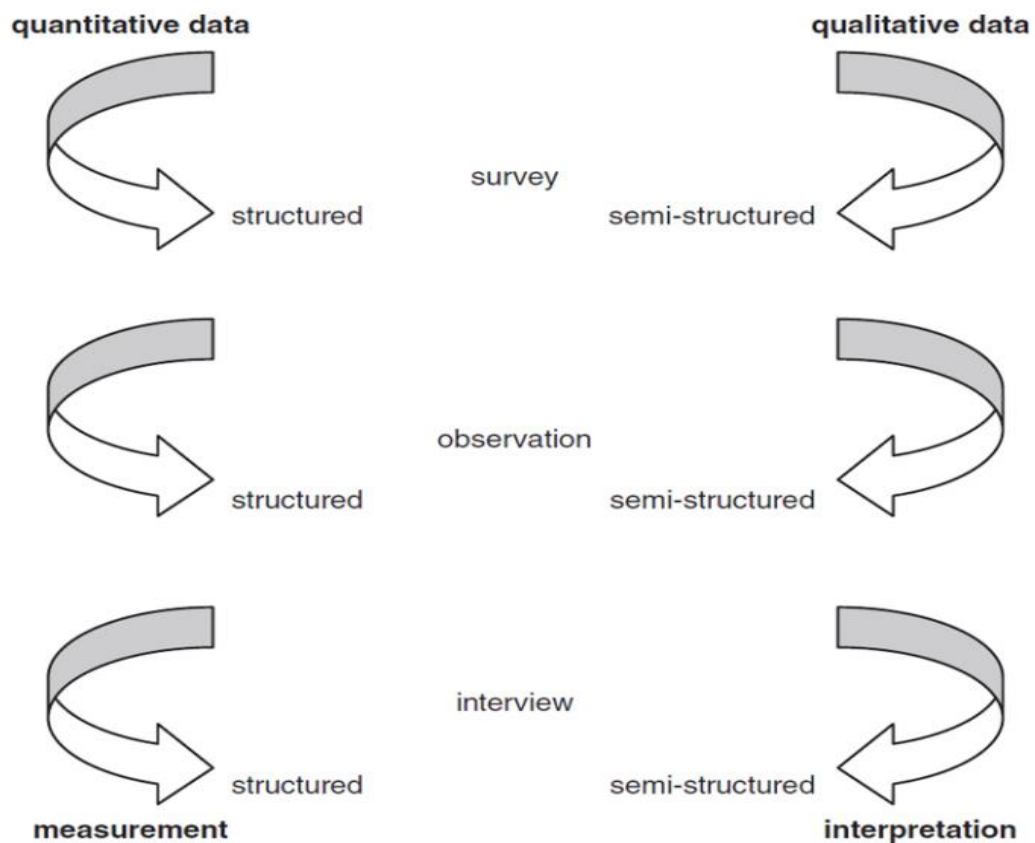 quantitative data
qualitative data
survey
structured
semi-structured
observation
structured
semi-structured
interview
structured
semi-structured
measurement
interpretation